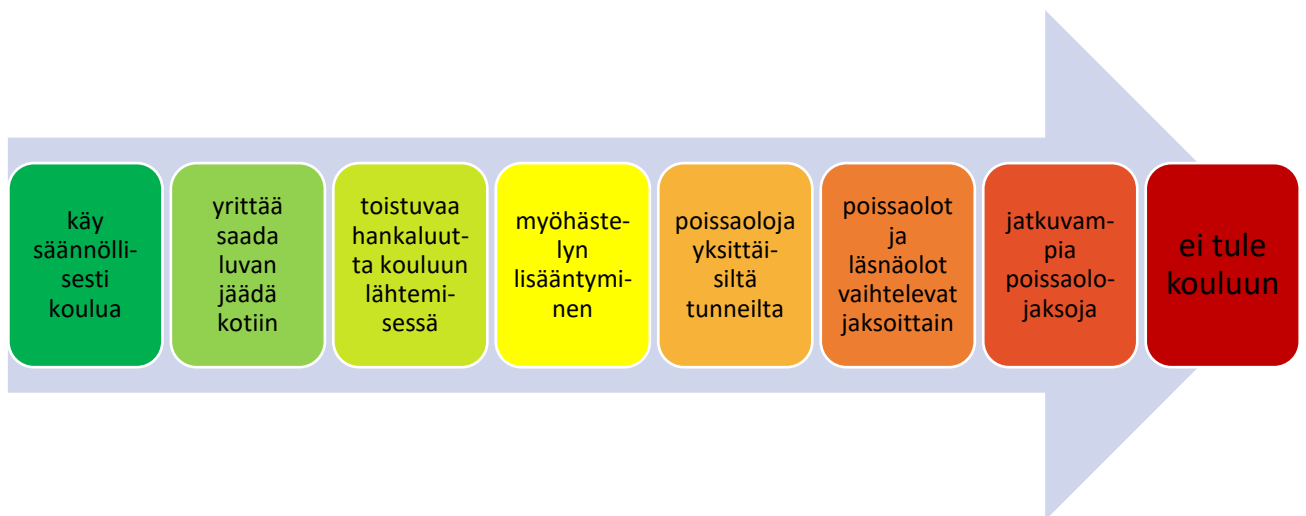 käy
säännölli-
sesti
koulua
yrittää
saada
luvan
jäädä
kotiin
toistuvaa
hankaluut-
ta kouluun
lähtemi-
sessä
myöhäste-
lyn
lisääntymi-
nen
poissaoloja
yksittäi-
siltä
tunneilta
poissaolot
ja
läsnäolot
vaihtelevat
jaksoittain
jatkuvam-
pia
poissaolo-
jaksoja
ei tule
kouluun